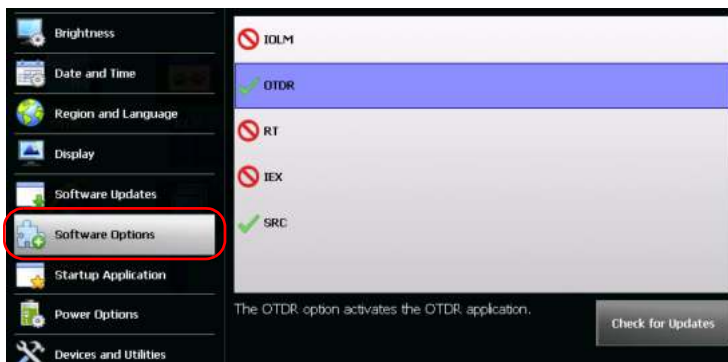 Brightness
Date and Time
Region and Language
Display
Software Updates
Software Options
Startup Application
Power Options
Devices and Utilities
IOLM
OTDR
RT
IEX
SRC
The OTDR option activates the OTDR application.
Check for Updates